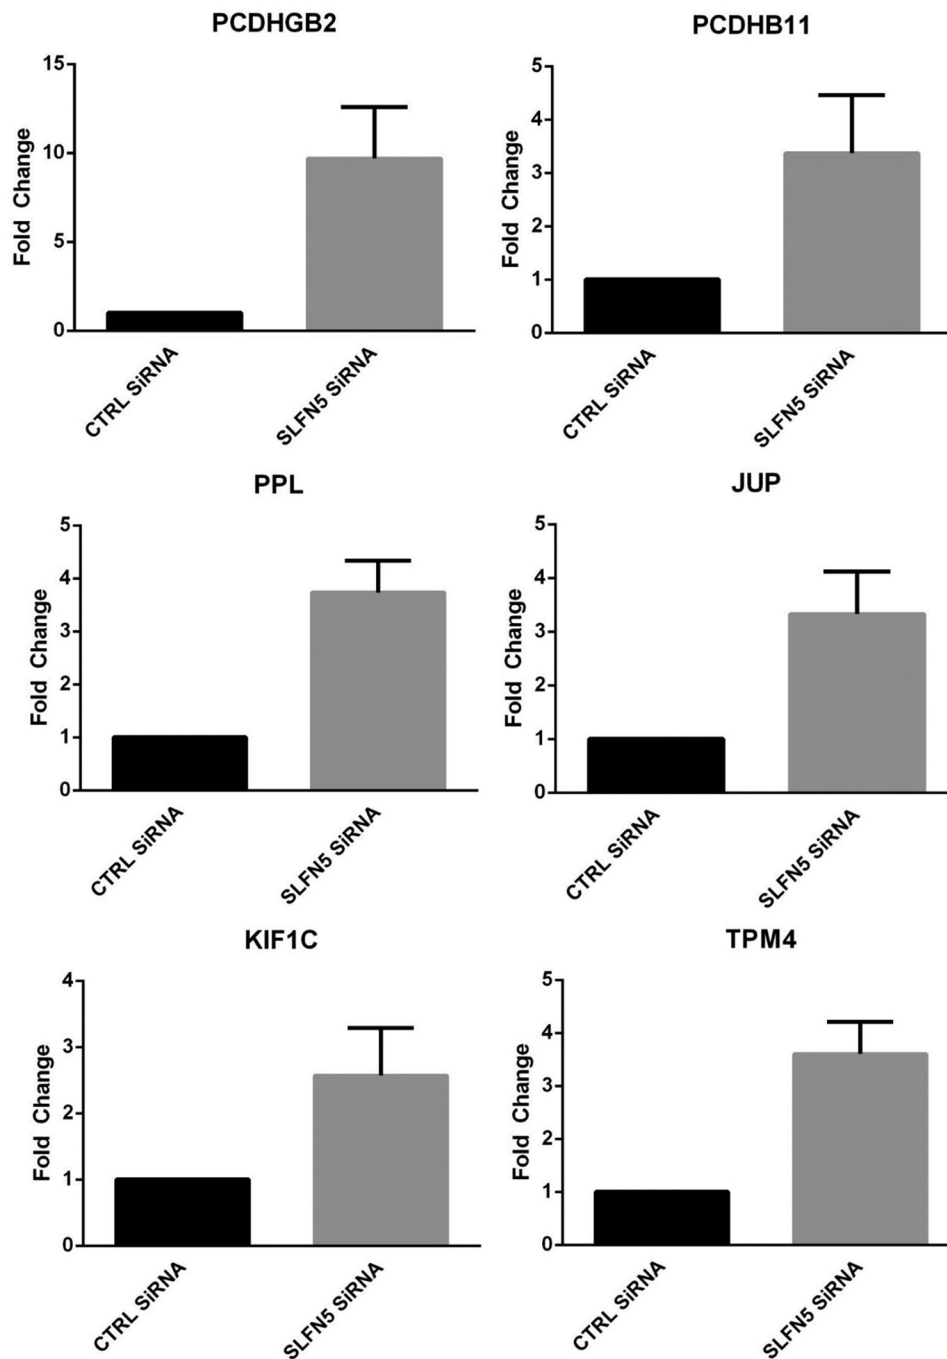 PCDHGB2
Fold Change
15
10
5
0
CTRL SiRNA
SLFN5 SiRNA
PCDHB11
Fold Change
5
4
3
2
1
0
CTRL SiRNA
SLFN5 SiRNA
PPL
Fold Change
5
4
3
2
1
0
CTRL SiRNA
SLFN5 SiRNA
JUP
Fold Change
5
4
3
2
1
0
CTRL SiRNA
SLFN5 SiRNA
KIF1C
Fold Change
4
3
2
1
0
CTRL SiRNA
SLFN5 SiRNA
TPM4
Fold Change
5
4
3
2
1
0
CTRL SiRNA
SLFN5 SiRNA